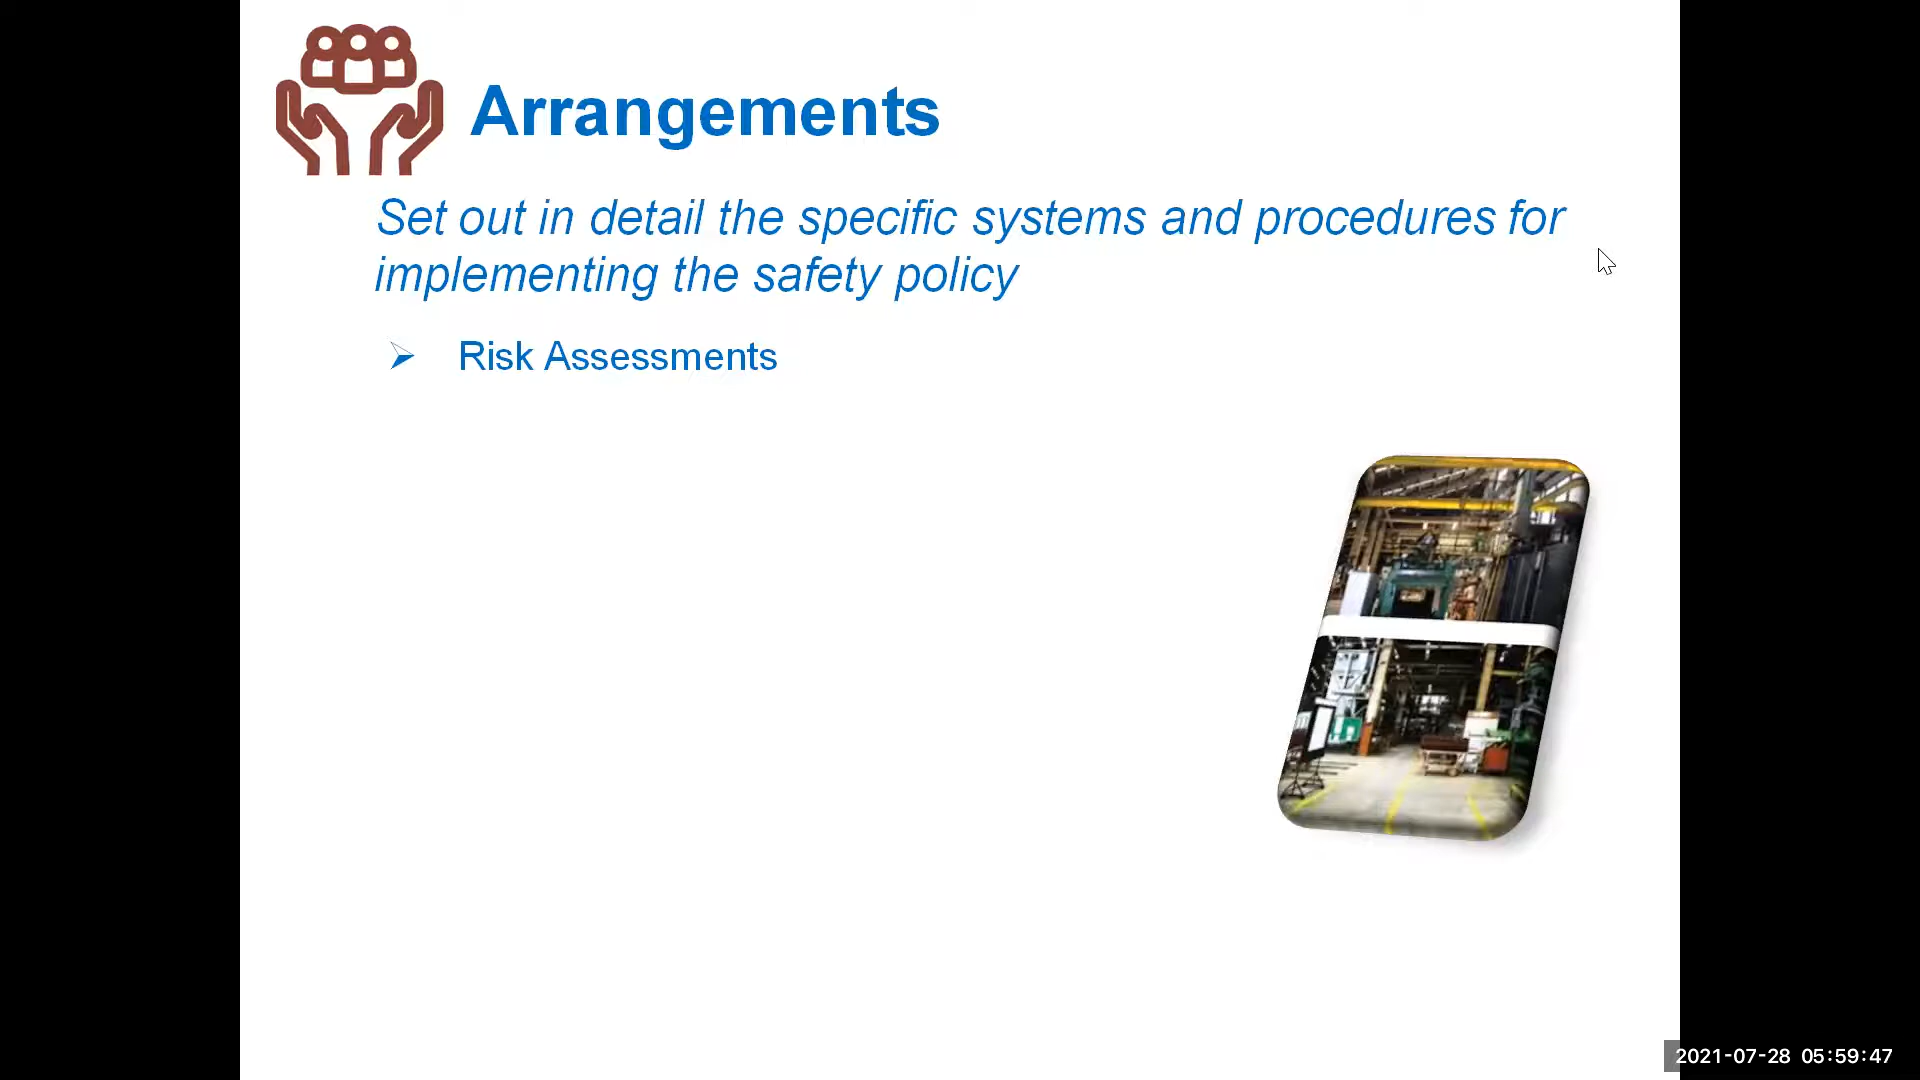 Arrangements
Set out in detail the specific systems and procedures for
implementing the safety policy
Risk Assessments
2021-07-28 05:59:47